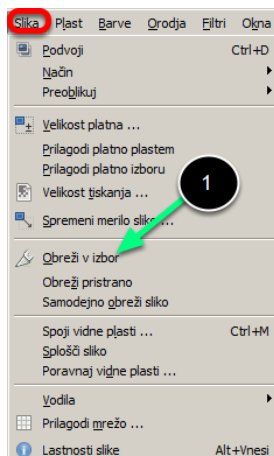 Slika Plast Barve Orodja Filtri Okna
Podvoji Ctrl+D
Način
Preoblikuj
Velikost platna ...
Prilagodi platno plastem
Prilagodi platno izboru
Velikost tiskanja ...
1
Spremeni merilo slike ...
Obreži v izbor
Obreži pristrano
Samodejno obreži sliko
Spoji vidne plasti ... Ctrl+M
Splošči sliko
Poravnaj vidne plasti ...
Vodila
Prilagodi mrežo ...
Lastnosti slike Alt+Vnesi